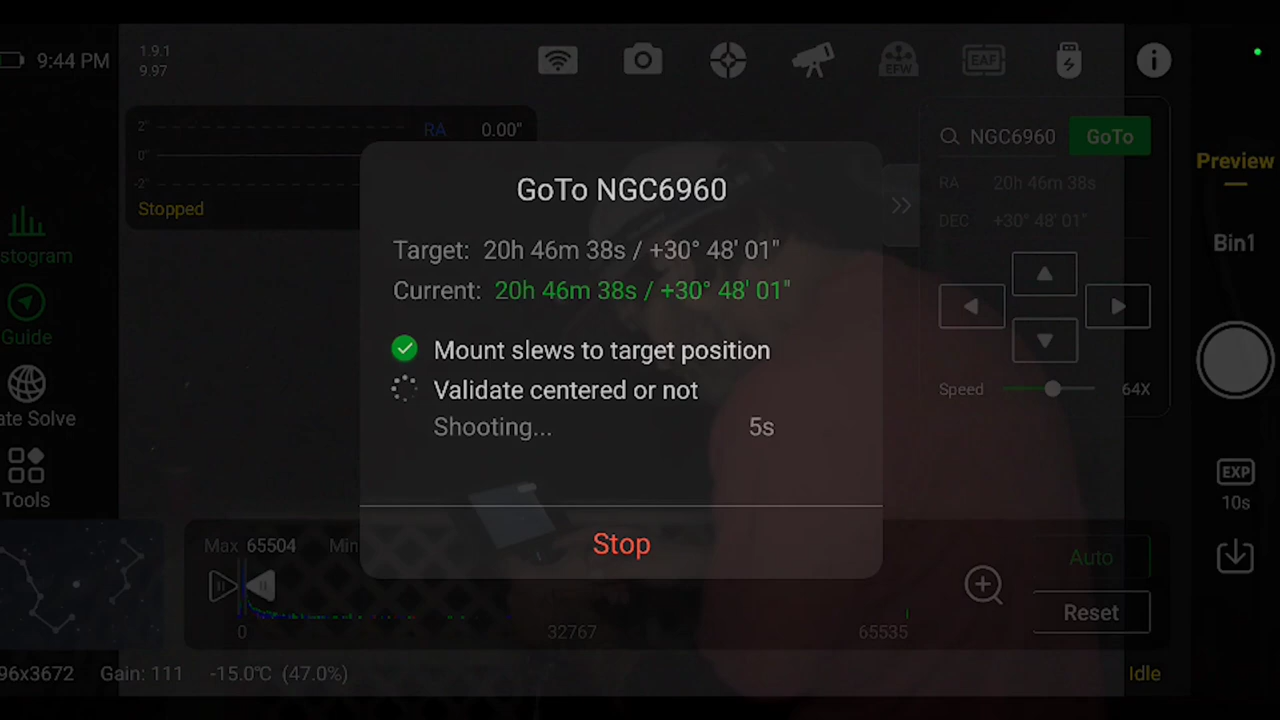 9:44 PM
1.9.1
9.97
EFW
EAF
2"
RA 0.00"
0"
-2"
Stopped
NGC6960 GoTo
RA 20h 46m 38s
DEC +30° 48' 01"
Preview
Bin1
GoTo NGC6960
Target: 20h 46m 38s / +30° 48' 01"
Current: 20h 46m 38s / +30° 48' 01"
Mount slews to target position
Validate centered or not
Shooting... 5s
Stop
stogram
Guide
ate Solve
Tools
Speed 64X
EXP
10s
Max 65504 Min
0 32767 65535
Auto
Reset
96x3672 Gain: 111 -15.0℃ (47.0%)
Idle